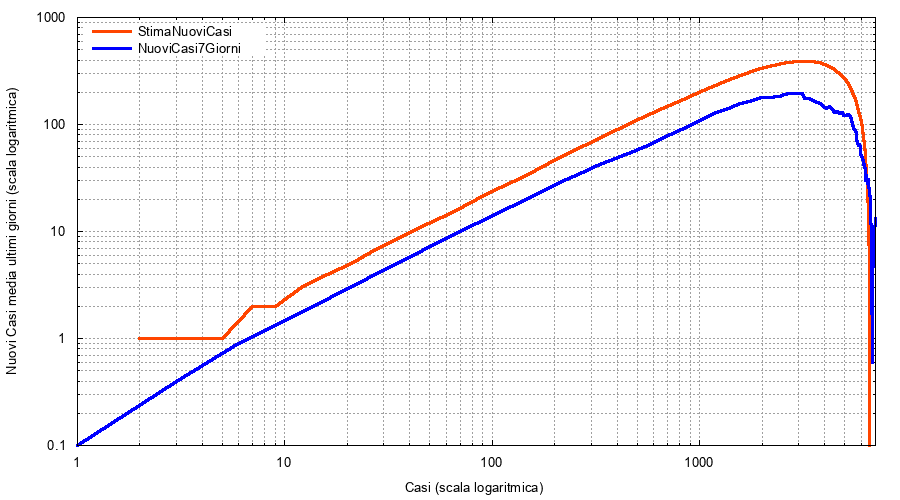 1000
StimaNuoviCasi
NuoviCasi7Giorni
100
10
1
0.1
Nuovi Casi media ultimi giorni (scala logaritmica)
1 10 100 1000
Casi (scala logaritmica)